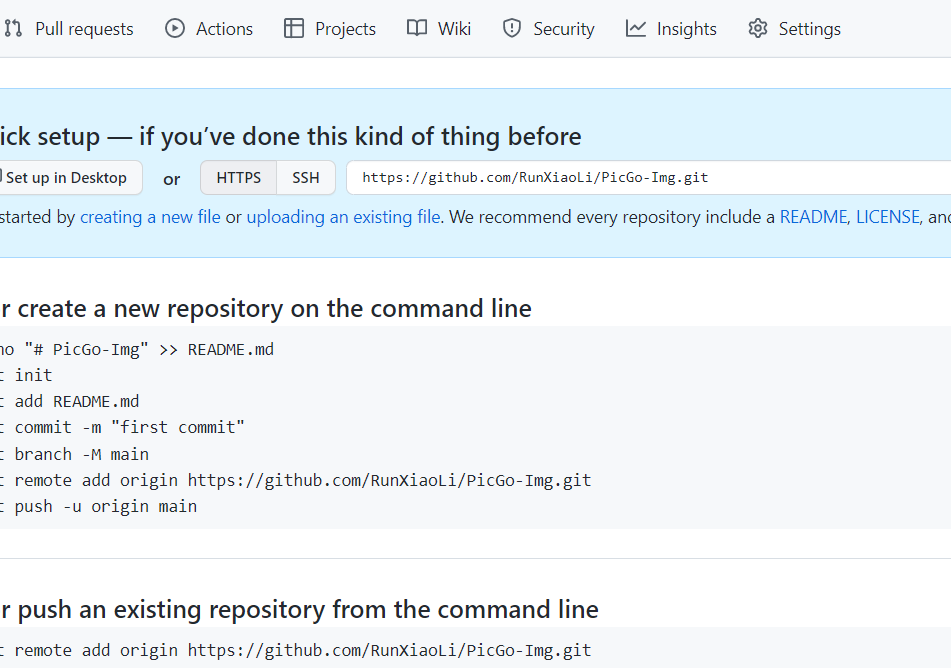 Pull requests Actions Projects Wiki Security Insights Settings
ick setup — if you’ve done this kind of thing before
Set up in Desktop or HTTPS SSH https://github.com/RunXiaoLi/PicGo-Img.git
started by creating a new file or uploading an existing file. We recommend every repository include a README, LICENSE, and
r create a new repository on the command line
ho "# PicGo-Img" >> README.md
t init
t add README.md
t commit -m "first commit"
t branch -M main
t remote add origin https://github.com/RunXiaoLi/PicGo-Img.git
t push -u origin main
r push an existing repository from the command line
t remote add origin https://github.com/RunXiaoLi/PicGo-Img.git